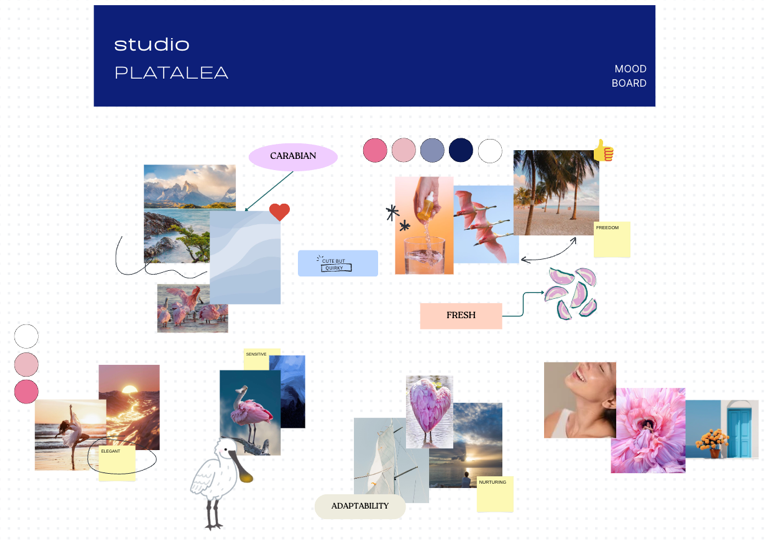 studio
PLATALEA
MOOD
BOARD
CARABIAN
FREEDOM
CUTE BUT
QUIRKY
FRESH
SENSITIVE
ELEGANT
NURTURING
ADAPTABILITY